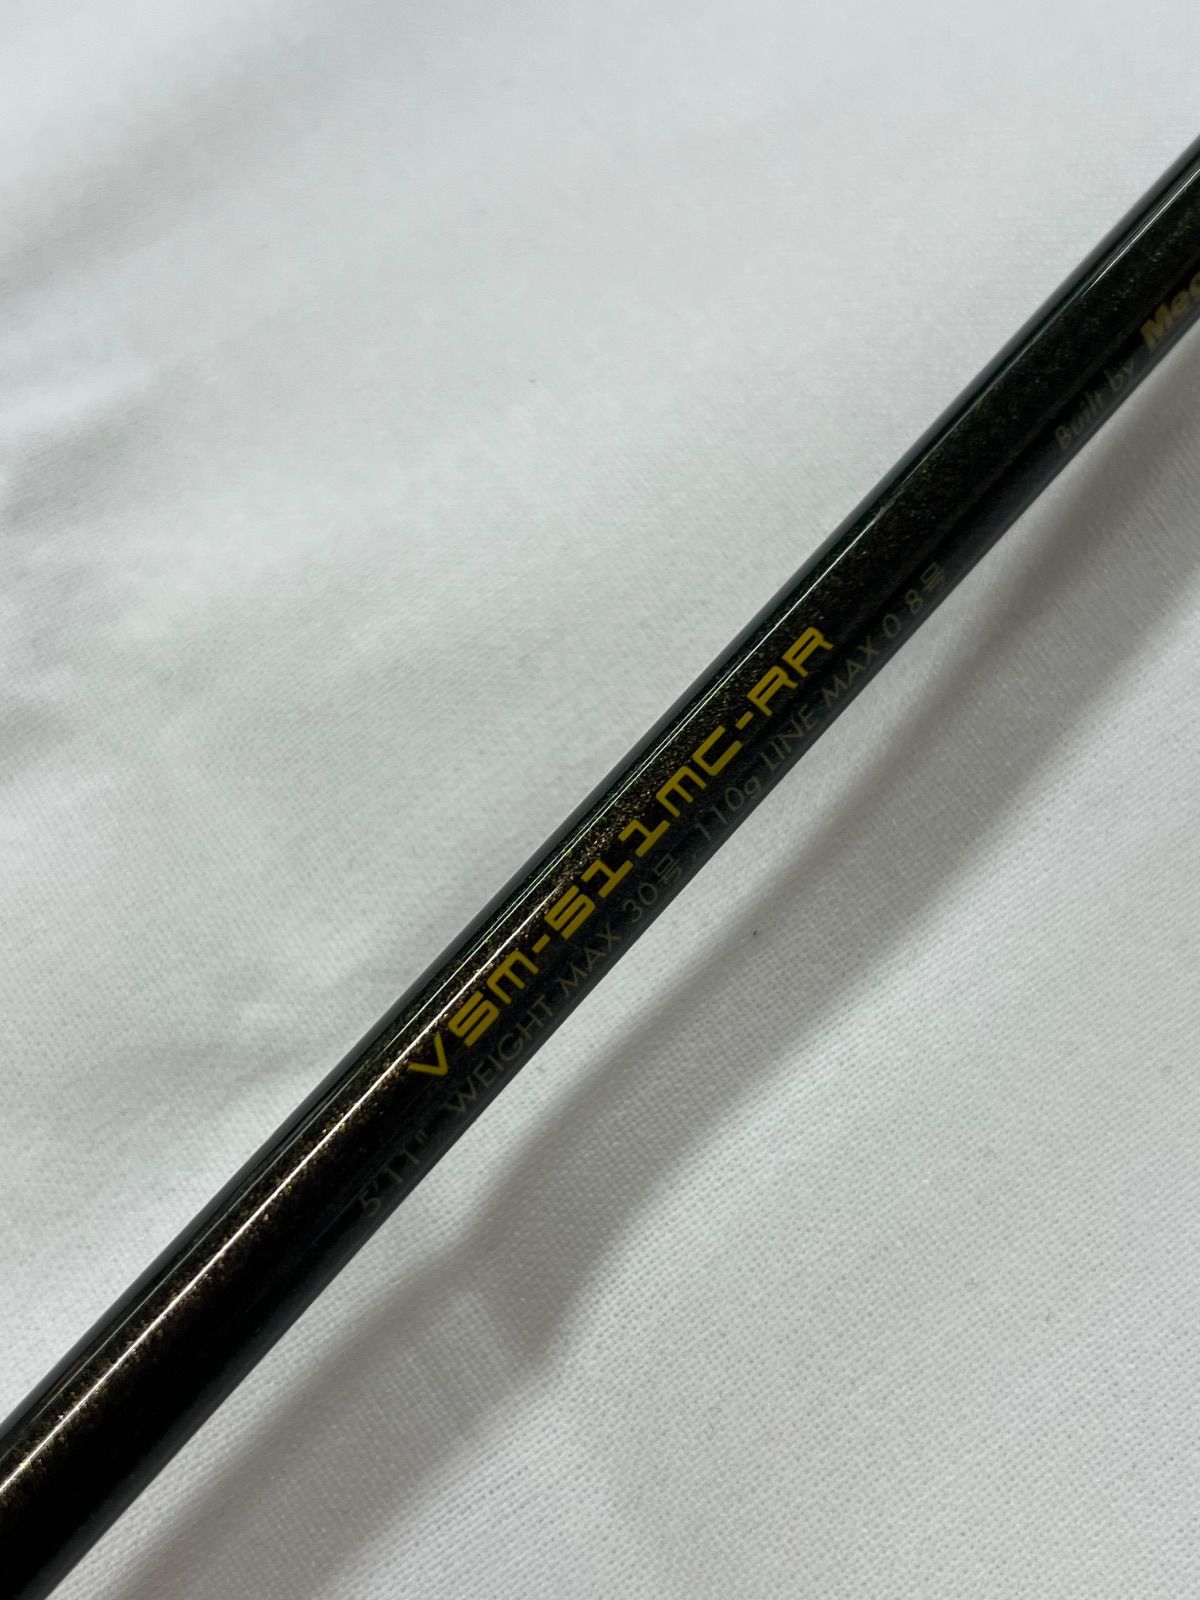 VSM-511MC-RR
5'11" WEIGHT MAX 30号, 110g LINE MAX 0.8号
Built by